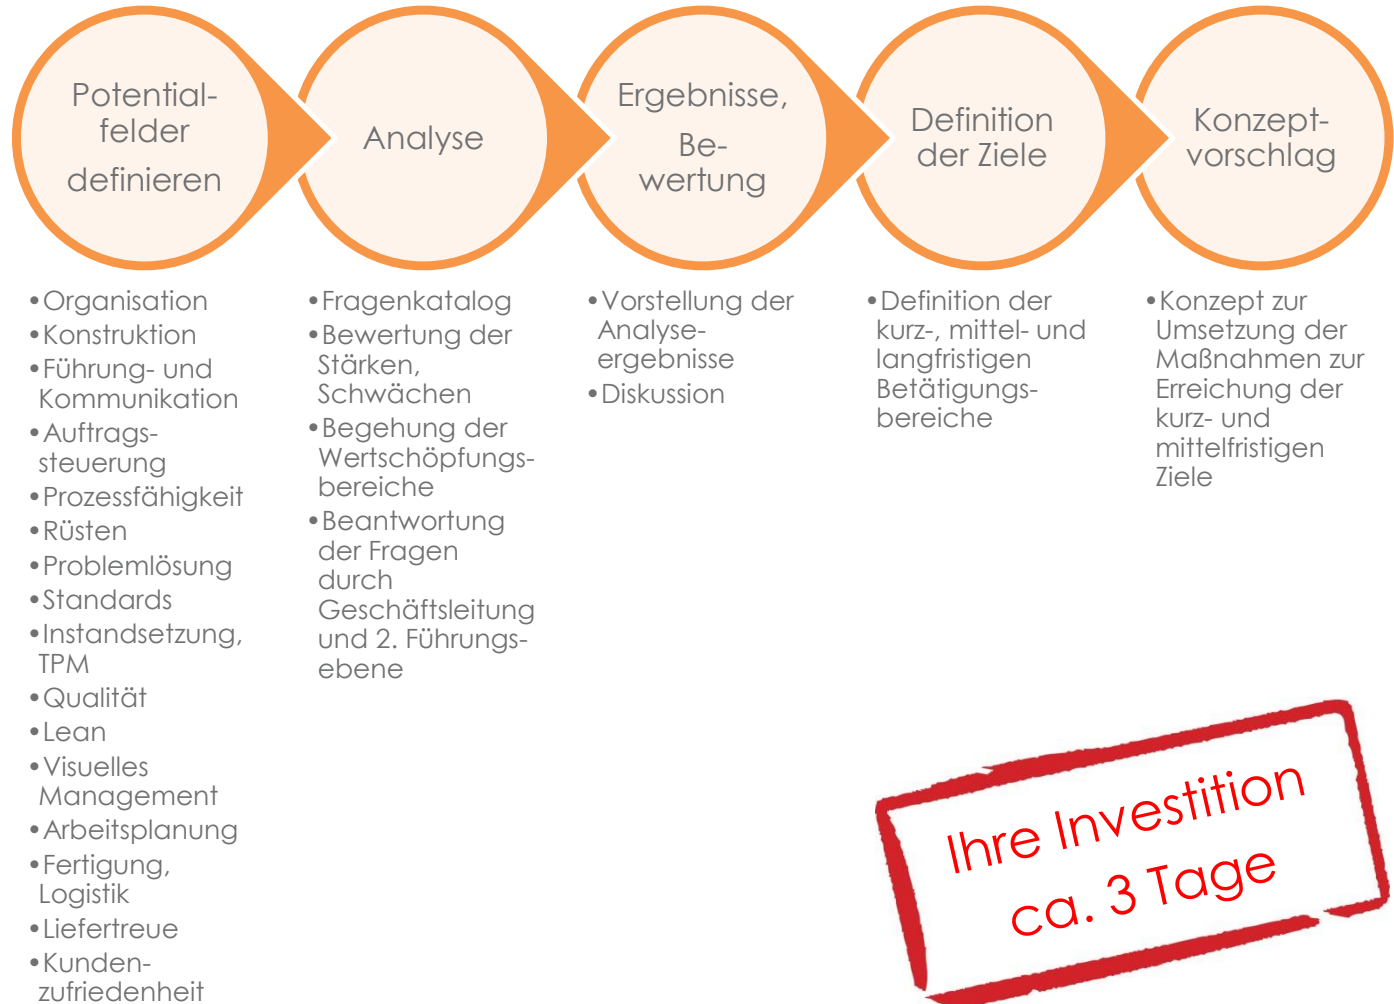 Potential-
felder
definieren
Analyse
Ergebnisse,
Be-
wertung
Definition
der Ziele
Konzept-
vorschlag
•Organisation
•Konstruktion
•Führung- und
Kommunikation
•Auftrags-
steuerung
•Prozessfähigkeit
•Rüsten
•Problemlösung
•Standards
•Instandsetzung,
TPM
•Qualität
•Lean
•Visuelles
Management
•Arbeitsplanung
•Fertigung,
Logistik
•Liefertreue
•Kunden-
zufriedenheit
•Fragenkatalog
•Bewertung der
Stärken,
Schwächen
•Begehung der
Wertschöpfungs-
bereiche
•Beantwortung
der Fragen
durch
Geschäftsleitung
und 2. Führungs-
ebene
•Vorstellung der
Analyse-
ergebnisse
•Diskussion
•Definition der
kurz-, mittel- und
langfristigen
Betätigungs-
bereiche
•Konzept zur
Umsetzung der
Maßnahmen zur
Erreichung der
kurz- und
mittelfristigen
Ziele
Ihre Investition
ca. 3 Tage